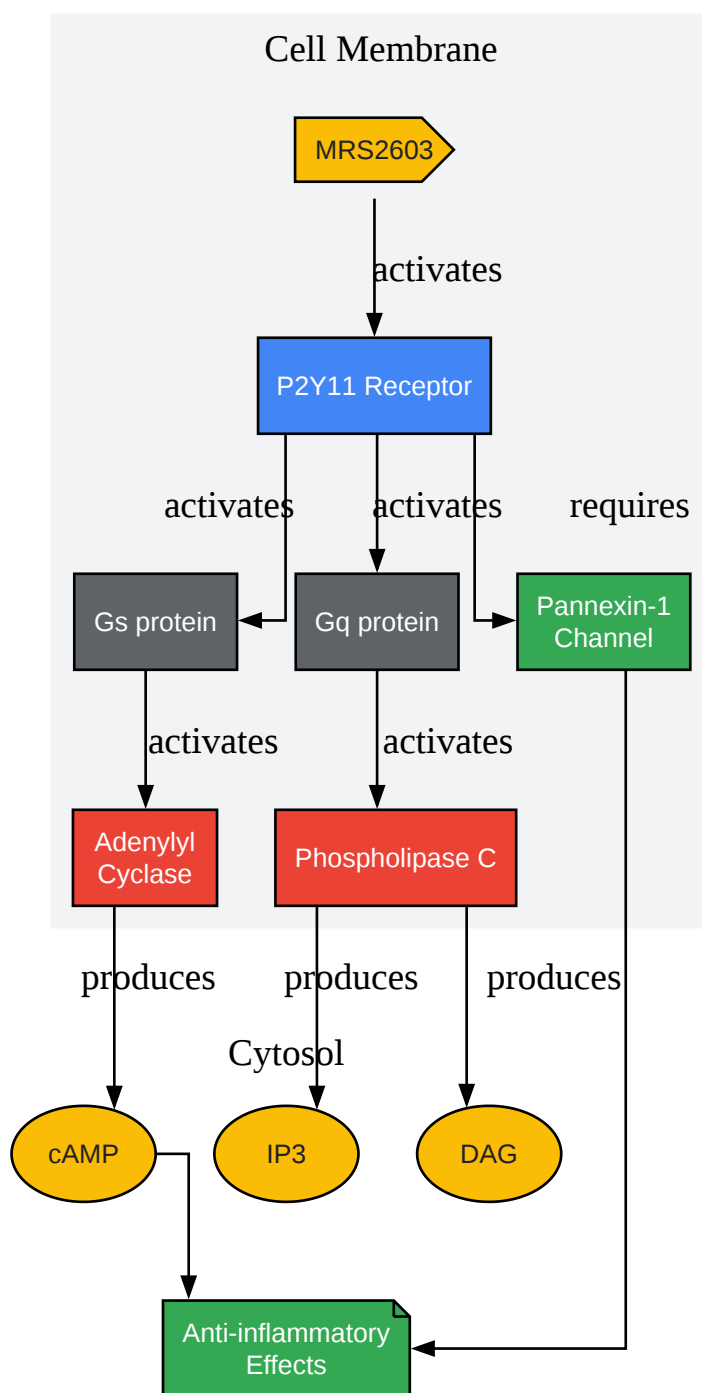 Cell Membrane
MRS2603
activates
P2Y11 Receptor
activates
activates
requires
Gs protein
Gq protein
Pannexin-1
Channel
activates
activates
Adenylyl
Cyclase
Phospholipase C
produces
produces
produces
Cytosol
cAMP
IP3
DAG
Anti-inflammatory
Effects